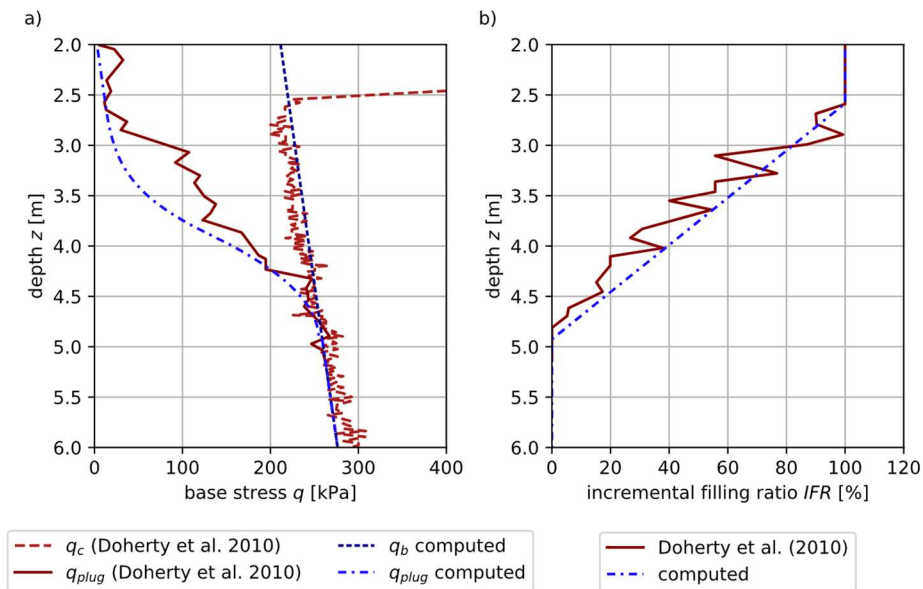 a)
2.0
2.5
3.0
3.5
4.0
4.5
5.0
5.5
6.0
depth z [m]
0
100
200
300
400
base stress q [kPa]
b)
2.0
2.5
3.0
3.5
4.0
4.5
5.0
5.5
6.0
depth z [m]
0
20
40
60
80
100
120
incremental filling ratio IFR [%]
q_c (Doherty et al. 2010)
q_plug (Doherty et al. 2010)
q_b computed
q_plug computed
Doherty et al. (2010)
computed